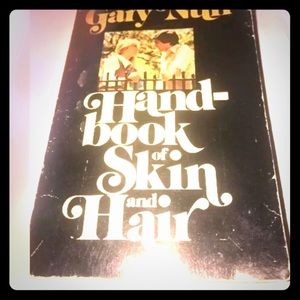 Gary Null
Hand-
book
of
Skin
and
Hair